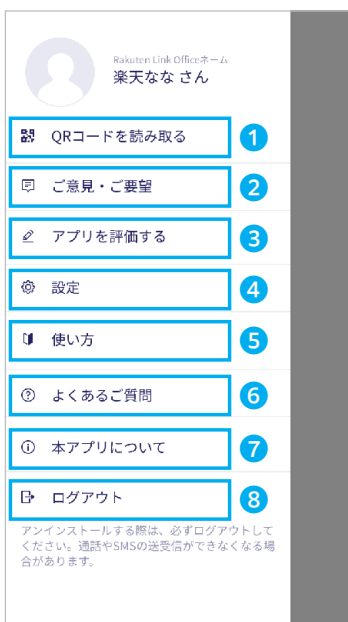 Rakuten Link Officeネーム
楽天なな さん
QRコードを読み取る 1
ご意見・ご要望 2
アプリを評価する 3
設定 4
使い方 5
よくあるご質問 6
本アプリについて 7
ログアウト 8
アンインストールする際は、必ずログアウトして
ください。通話やSMSの送受信ができなくなる場
合があります。